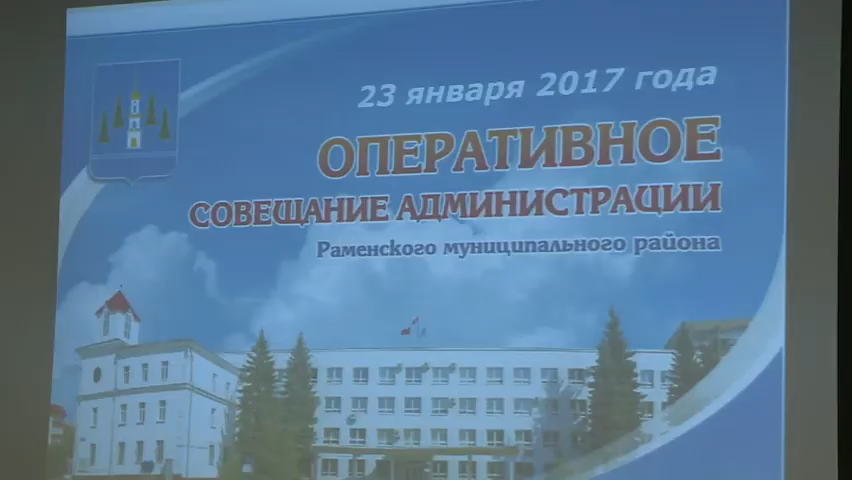 23 января 2017 года
ОПЕРАТИВНОЕ
СОВЕЩАНИЕ АДМИНИСТРАЦИИ
Раменского муниципального района